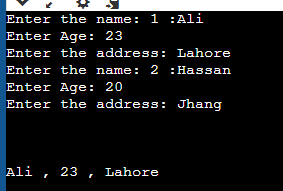 Enter the name: 1 :Ali
Enter Age: 23
Enter the address: Lahore
Enter the name: 2 :Hassan
Enter Age: 20
Enter the address: Jhang
Ali , 23 , Lahore